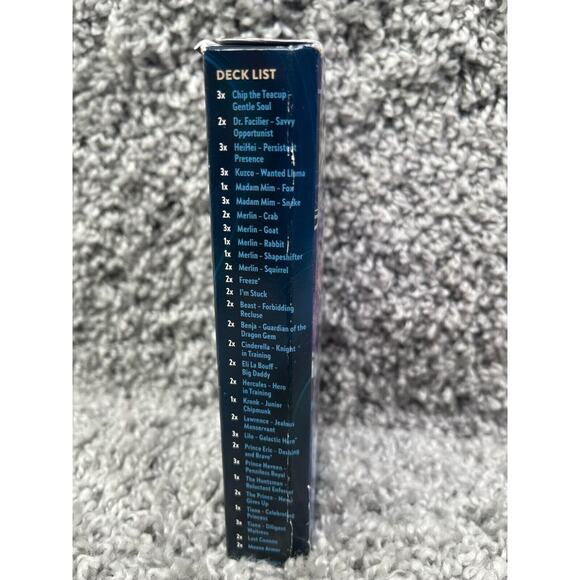 DECK LIST
3x Chip the Teacup –
Gentle Soul
2x Dr. Facilier – Savvy
Opportunist
3x HeiHei – Persistent
Presence
3x Kuzco – Wanted Llama
1x Madam Mim – Fox
3x Madam Mim – Snake
2x Merlin – Crab
3x Merlin – Goat
1x Merlin – Rabbit
1x Merlin – Shapeshifter
2x Merlin – Squirrel
2x Freeze*
2x I'm Stuck
2x Beast – Forbidding
Recluse
2x Benja – Guardian of the
Dragon Gem
2x Cinderella – Knight
in Training
2x Eli La Bouff –
Big Daddy
2x Hercules – Hero
in Training
1x Kronk – Junior
Chipmunk
2x Lawrence – Jealous
Manservant
3x Lilo – Galactic Hero*
2x Prince Eric – Dashing
and Brave*
3x Prince Naveen –
Penniless Royal
1x The Huntsman –
Reluctant Enforcer
2x The Prince – Never
Gives Up
1x Tiana – Celebrating
Princess
3x Tiana – Diligent
Waitress
2x Last Cannon
2x Mouse Armor